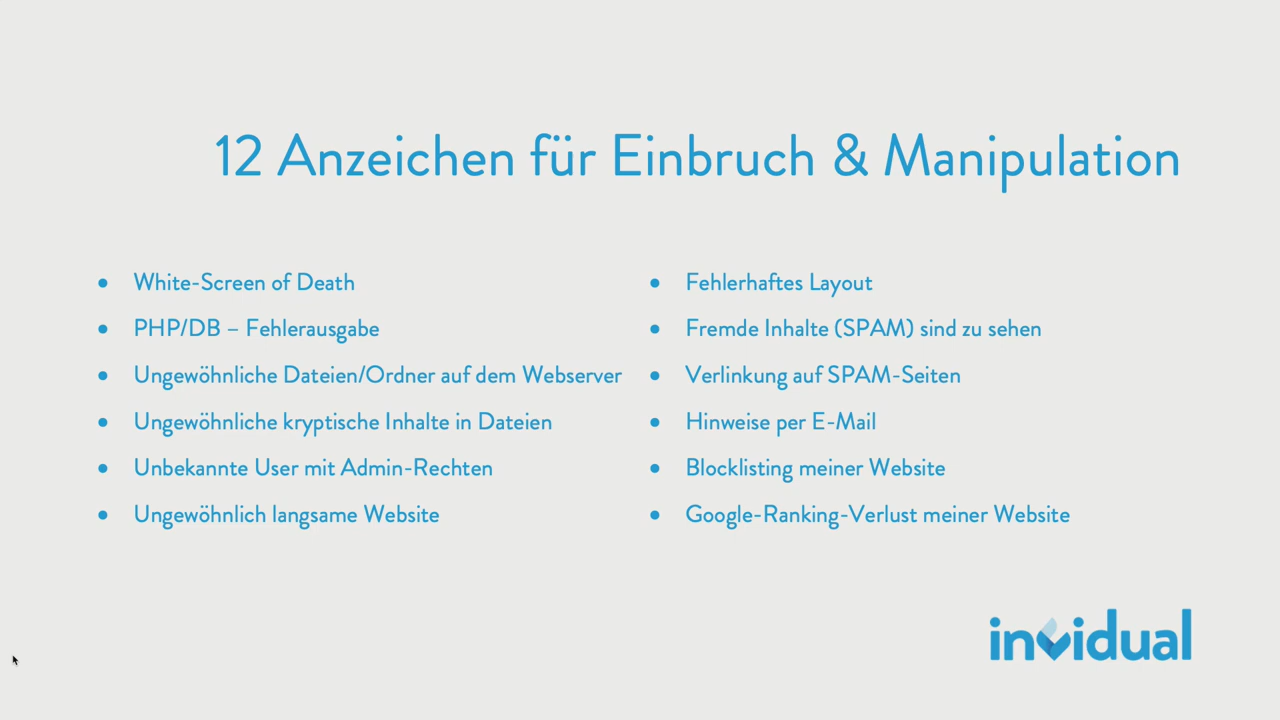 12 Anzeichen für Einbruch & Manipulation
• White-Screen of Death
• PHP/DB – Fehlerausgabe
• Ungewöhnliche Dateien/Ordner auf dem Webserver
• Ungewöhnliche kryptische Inhalte in Dateien
• Unbekannte User mit Admin-Rechten
• Ungewöhnlich langsame Website
• Fehlerhaftes Layout
• Fremde Inhalte (SPAM) sind zu sehen
• Verlinkung auf SPAM-Seiten
• Hinweise per E-Mail
• Blocklisting meiner Website
• Google-Ranking-Verlust meiner Website
invidual